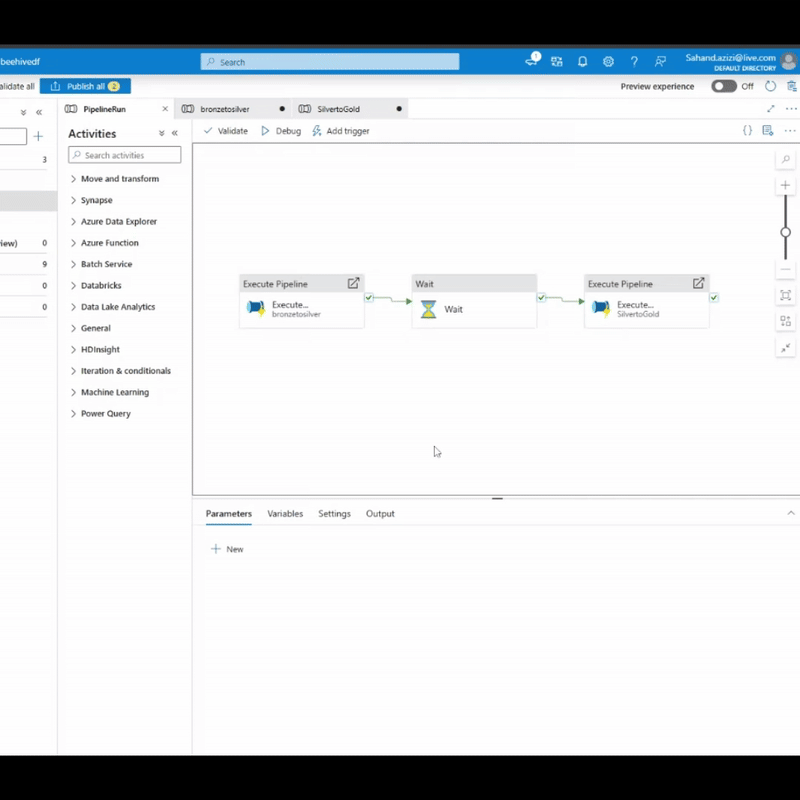 beehivedf
Search
1
Sahand.azizi@live.com
DEFAULT DIRECTORY
alidate all
Publish all 2
Preview experience
Off
PipelineRun
bronzetosilver
SilvertoGold
Activities
Validate
Debug
Add trigger
Search activities
3
Move and transform
Synapse
Azure Data Explorer
iew) 0
Azure Function
9
Batch Service
0
Databricks
0
Data Lake Analytics
General
HDInsight
Iteration & conditionals
Machine Learning
Power Query
Execute Pipeline
Execute...
bronzetosilver
Wait
Wait
Execute Pipeline
Execute...
SilvertoGold
Parameters
Variables
Settings
Output
New